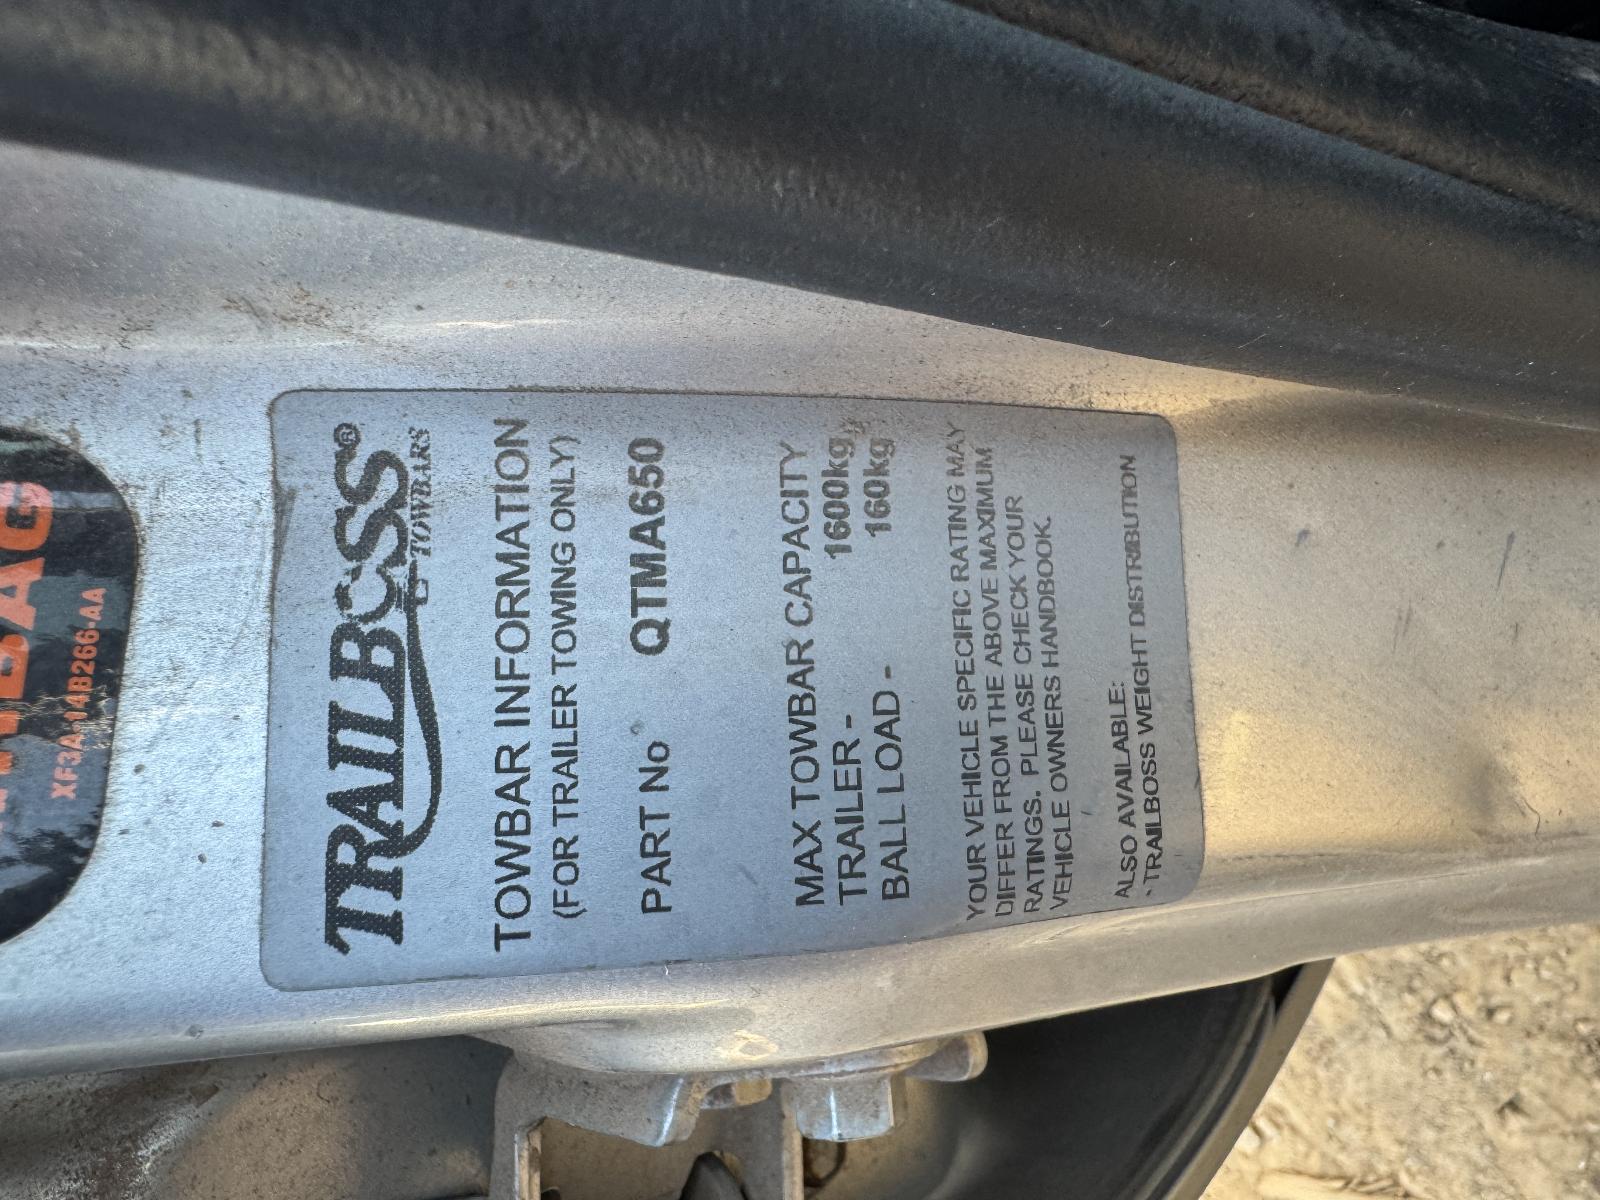 TRAILBOSS®
TOWBARS
TOWBAR INFORMATION
(FOR TRAILER TOWING ONLY)
PART No QTMA650
MAX TOWBAR CAPACITY
TRAILER - 1600kg
BALL LOAD - 160kg
YOUR VEHICLE SPECIFIC RATING MAY
DIFFER FROM THE ABOVE MAXIMUM
RATINGS. PLEASE CHECK YOUR
VEHICLE OWNERS HANDBOOK.
ALSO AVAILABLE:
• TRAILBOSS WEIGHT DISTRIBUTION
XF3A-14B266-AA